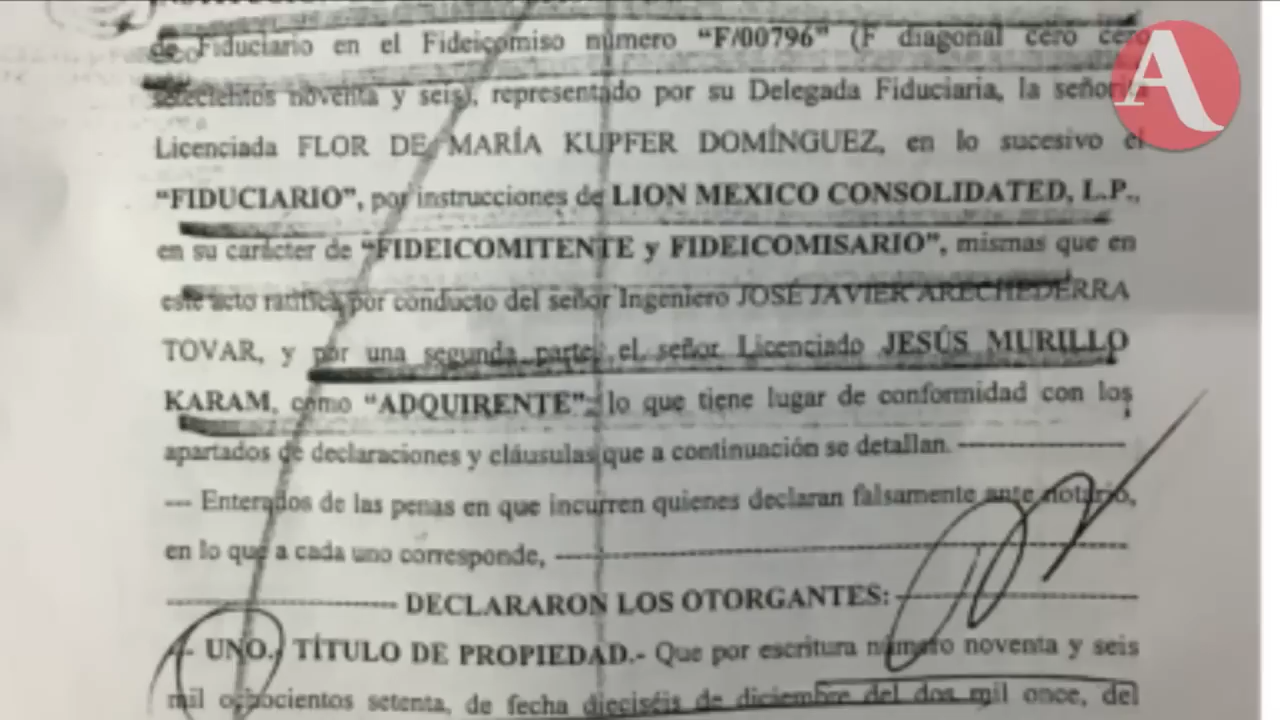 de Fiduciario en el Fideicomiso número “F/00796” (F diagonal cero cero
setecientos noventa y seis), representado por su Delegada Fiduciaria, la señorita
Licenciada FLOR DE MARÍA KUPFER DOMÍNGUEZ, en lo sucesivo el
“FIDUCIARIO”, por instrucciones de LION MEXICO CONSOLIDATED, L.P.,
en su carácter de “FIDEICOMITENTE y FIDEICOMISARIO”, mismas que en
este acto ratifica por conducto del señor Ingeniero JOSÉ JAVIER ARECHEDERRA
TOVAR, y por una segunda parte, el señor Licenciado JESÚS MURILLO
KARAM, como “ADQUIRENTE”; lo que tiene lugar de conformidad con los
apartados de declaraciones y cláusulas que a continuación se detallan.
--- Enterados de las penas en que incurren quienes declaran falsamente ante notario,
en lo que a cada uno corresponde,
DECLARARON LOS OTORGANTES:
UNO.- TÍTULO DE PROPIEDAD.- Que por escritura número noventa y seis
mil ochocientos setenta, de fecha dieciséis de diciembre del dos mil once, del
A